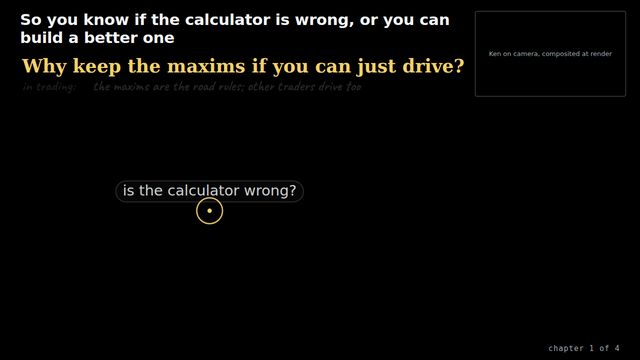 So you know if the calculator is wrong, or you can
build a better one
Why keep the maxims if you can just drive?
in trading: the maxims are the road rules; other traders drive too
Ken on camera, composited at render
is the calculator wrong?
chapter 1 of 4